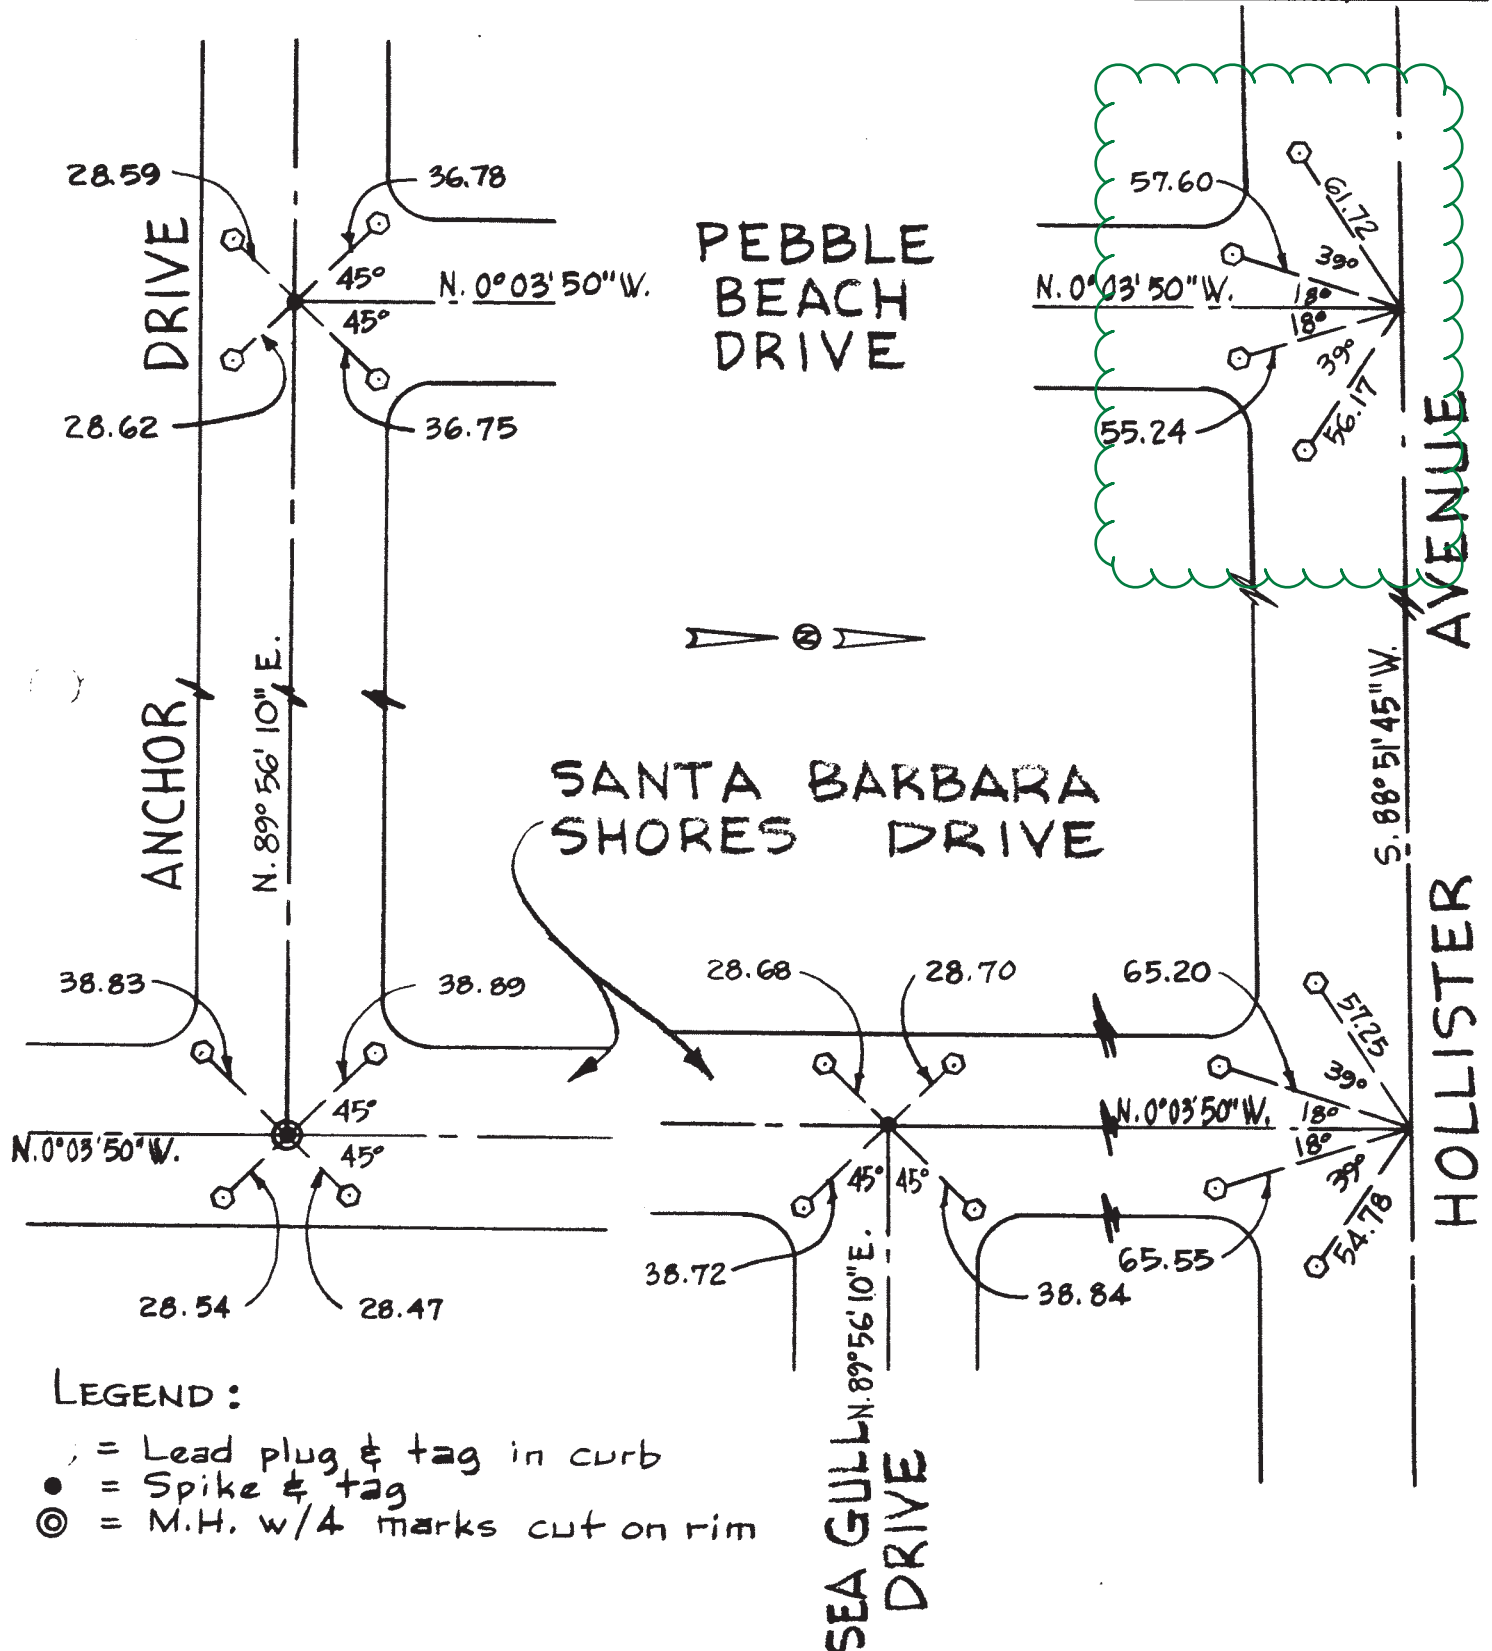 28.59
36.78
DRIVE
45°
45°
N. 0°03'50"W.
28.62
36.75
PEBBLE
BEACH
DRIVE
57.60
61.72
39°
N. 0°03'50"W.
18°
18°
39°
56.17
55.24
AVENUE
N
ANCHOR
N. 89° 56' 10" E.
SANTA BARBARA
SHORES DRIVE
S. 88° 51' 45" W.
HOLLISTER
38.83
38.89
28.68
28.70
65.20
57.25
39°
N. 0°03'50"W.
45°
45°
N. 0°03'50"W.
18°
18°
39°
54.78
45°
45°
65.55
38.72
38.84
28.54
28.47
N. 89°56'10"E.
SEA GULL
DRIVE
LEGEND :
= Lead plug & tag in curb
= Spike & tag
= M.H. w/4 marks cut on rim